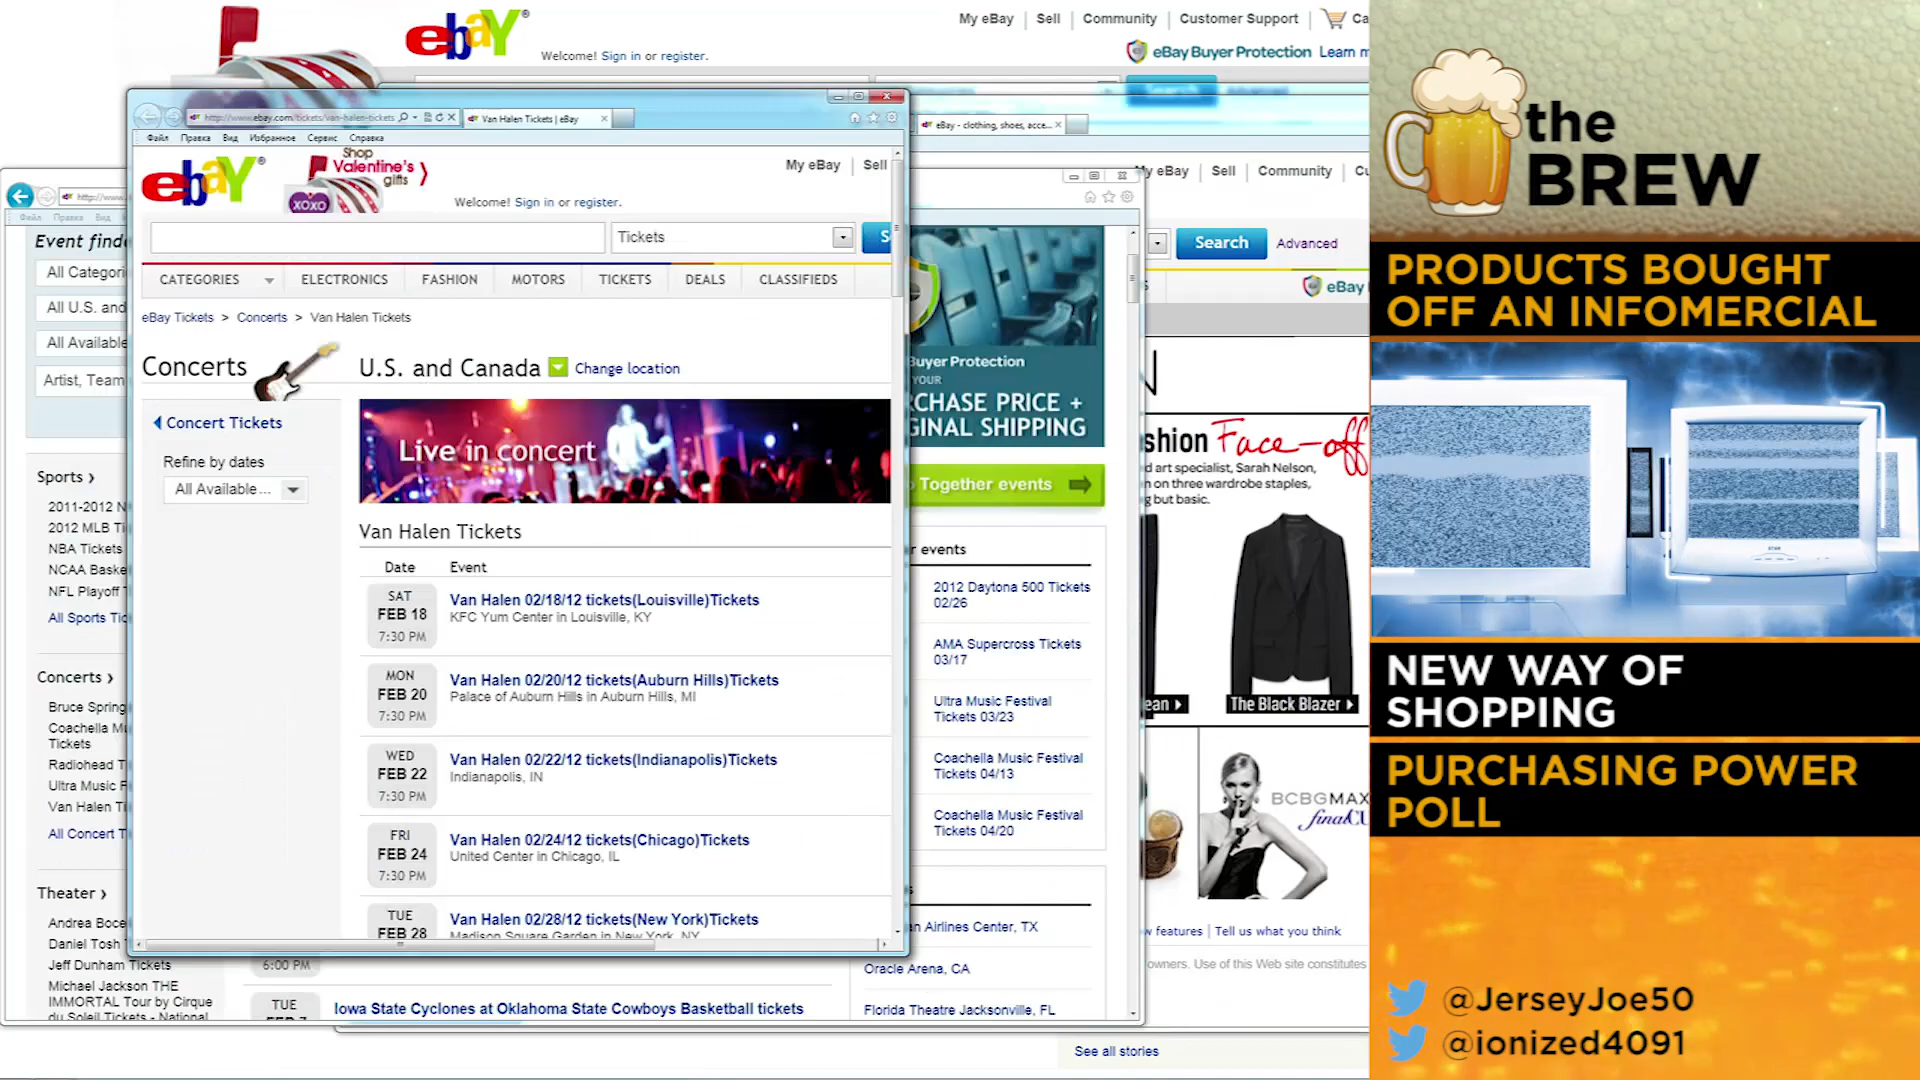 ebay
My eBay
Sell
Community
Customer Support
Welcome! Sign in or register.
eBay Buyer Protection
Learn
http://www.ebay.com/tickets/van-halen-tickets
Van Halen Tickets | eBay
Файл Правка Вид Избранное Сервис Справка
ebay
Shop
Valentine's
gifts
XOXO
My eBay
Sell
Welcome! Sign in or register.
Tickets
CATEGORIES
ELECTRONICS
FASHION
MOTORS
TICKETS
DEALS
CLASSIFIEDS
eBay Tickets > Concerts > Van Halen Tickets
Concerts
U.S. and Canada
Change location
Concert Tickets
Refine by dates
All Available ...
Live in concert
Van Halen Tickets
Date
Event
SAT
FEB 18
7:30 PM
Van Halen 02/18/12 tickets(Louisville)Tickets
KFC Yum Center in Louisville, KY
MON
FEB 20
7:30 PM
Van Halen 02/20/12 tickets(Auburn Hills)Tickets
Palace of Auburn Hills in Auburn Hills, MI
WED
FEB 22
7:30 PM
Van Halen 02/22/12 tickets(Indianapolis)Tickets
Indianapolis, IN
FRI
FEB 24
7:30 PM
Van Halen 02/24/12 tickets(Chicago)Tickets
United Center in Chicago, IL
TUE
FEB 28
Van Halen 02/28/12 tickets(New York)Tickets
Madison Square Garden in New York, NY
http://www
Файл Правка Вид
Event finde
All Categori
All U.S. and
All Available
Artist, Team
Sports
2011-2012 N
2012 MLB Ti
NBA Tickets
NCAA Baske
NFL Playoff T
All Sports Tic
Concerts
Bruce Spring
Coachella Mu
Tickets
Radiohead T
Ultra Music F
Van Halen Ti
All Concert T
Theater
Andrea Boce
Daniel Tosh T
Jeff Dunham Tickets
Michael Jackson THE
IMMORTAL Tour by Cirque
du Soleil Tickets - National
6:00 PM
TUE
Iowa State Cyclones at Oklahoma State Cowboys Basketball tickets
eBay - clothing, shoes, acce...
My eBay
Sell
Community
Search
Advanced
eBay
Buyer Protection
YOUR
CHASE PRICE +
GINAL SHIPPING
Together events
r events
2012 Daytona 500 Tickets
02/26
AMA Supercross Tickets
03/17
Ultra Music Festival
Tickets 03/23
Coachella Music Festival
Tickets 04/13
Coachella Music Festival
Tickets 04/20
an Airlines Center, TX
Oracle Arena, CA
Florida Theatre Jacksonville, FL
shion Face-off
d art specialist, Sarah Nelson,
n on three wardrobe staples,
g but basic.
ean
The Black Blazer
BCBGMAX
finalCU
w features | Tell us what you think
owners. Use of this Web site constitutes
See all stories
the
BREW
PRODUCTS BOUGHT
OFF AN INFOMERCIAL
STAR
NEW WAY OF
SHOPPING
PURCHASING POWER
POLL
@JerseyJoe50
@ionized4091